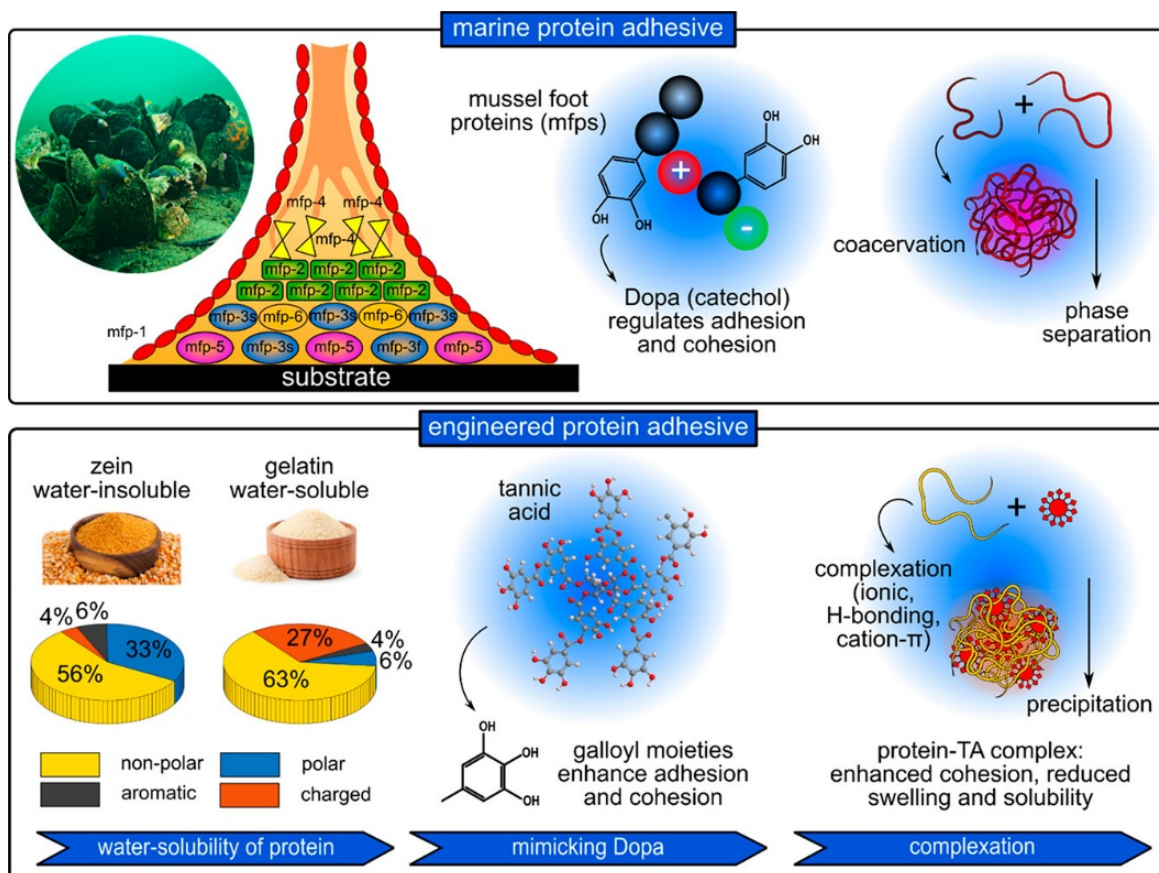 marine protein adhesive
mfp-4 mfp-4
mfp-4
mfp-2 mfp-2 mfp-2
mfp-2 mfp-2 mfp-2 mfp-2
mfp-3s mfp-6 mfp-3s mfp-6 mfp-3s
mfp-1
mfp-5 mfp-3s mfp-5 mfp-3f mfp-5
substrate
mussel foot
proteins (mfps)
OH
HO
+
-
OH
OH
Dopa (catechol)
regulates adhesion
and cohesion
+
coacervation
phase
separation
engineered protein adhesive
zein
water-insoluble
gelatin
water-soluble
4% 6%
33%
56%
27%
4%
6%
63%
non-polar
polar
aromatic
charged
water-solubility of protein
tannic
acid
OH
OH
OH
galloyl moieties
enhance adhesion
and cohesion
mimicking Dopa
+
complexation
(ionic,
H-bonding,
cation-π)
precipitation
protein-TA complex:
enhanced cohesion, reduced
swelling and solubility
complexation